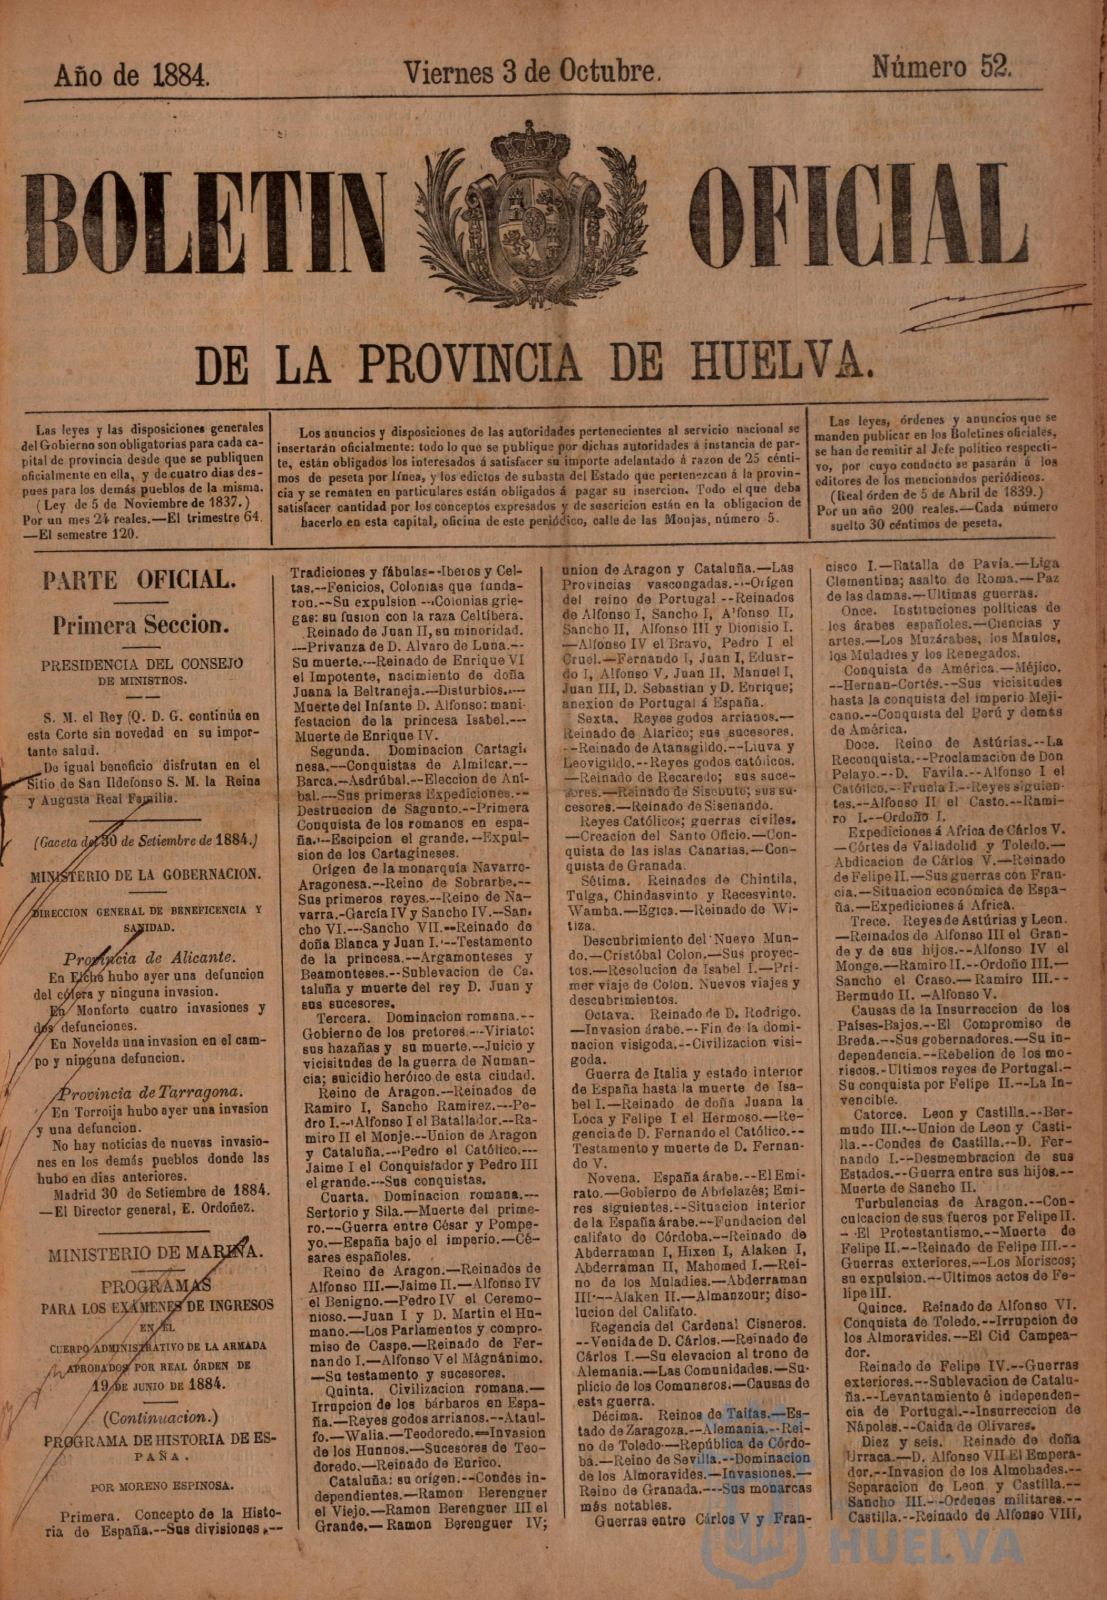 Año de 1884.
Viernes 3 de Octubre.
Número 52.
BOLETIN OFICIAL
DE LA PROVINCIA DE HUELVA.
Las leyes y las disposiciones generales
del Gobierno son obligatorias para cada ca-
pital de provincia desde que se publiquen
oficialmente en ella, y de cuatro dias des-
pues para los demás pueblos de la misma.
(Ley de 5 de Noviembre de 1837.)
Por un mes 24 reales.—El trimestre 64.
—El semestre 120.
Los anuncios y disposiciones de las autoridades pertenecientes al servicio nacional se
insertarán oficialmente: todo lo que se publique por dichas autoridades á instancia de par-
te, están obligados los interesados á satisfacer su importe adelantado á razon de 25 cénti-
mos de peseta por línea, y los edictos de subasta del Estado que pertenezcan á la provin-
cia y se rematen en particulares están obligados á pagar su insercion. Todo el que deba
satisfacer cantidad por los conceptos expresados y de suscricion están en la obligacion de
hacerlo en esta capital, oficina de este periódico, calle de las Monjas, número 5.
Las leyes, órdenes y anuncios que se
manden publicar en los Boletines oficiales,
se han de remitir al Jefe político respecti-
vo, por cuyo conducto se pasarán á los
editores de los mencionados periódicos.
(Real órden de 5 de Abril de 1839.)
Por un año 200 reales.—Cada número
suelto 30 céntimos de peseta.
PARTE OFICIAL.
Primera Seccion.
PRESIDENCIA DEL CONSEJO
DE MINISTROS.
S. M. el Rey (Q. D. G. continúa en
esta Corte sin novedad en su impor-
tante salud.
De igual beneficio disfrutan en el
Sitio de San Ildefonso S. M. la Reina
y Augusta Real Familia.
(Gaceta del 30 de Setiembre de 1884.)
MINISTERIO DE LA GOBERNACION.
DIRECCION GENERAL DE BENEFICENCIA Y
SANIDAD.
Provincia de Alicante.
En Elche hubo ayer una defuncion
del cólera y ninguna invasion.
En Monforte cuatro invasiones y
dos defunciones.
En Novelda una invasion en el cam-
po y ninguna defuncion.
Provincia de Tarragona.
En Torroija hubo ayer una invasion
y una defuncion.
No hay noticias de nuevas invasio-
nes en los demás pueblos donde las
hubo en dias anteriores.
Madrid 30 de Setiembre de 1884.
—El Director general, E. Ordoñez.
MINISTERIO DE MARINA.
PROGRAMAS
PARA LOS EXÁMENES DE INGRESOS
EN EL
CUERPO ADMINISTRATIVO DE LA ARMADA
APROBADOS POR REAL ÓRDEN DE
19 DE JUNIO DE 1884.
(Continuacion.)
PROGRAMA DE HISTORIA DE ES-
PAÑA.
POR MORENO ESPINOSA.
Primera. Concepto de la Histo-
ria de España.--Sus divisiones.--
Tradiciones y fábulas--Iberos y Cel-
tas.--Fenicios, Colonias que funda-
ron.--Su expulsion--Colonias grie-
gas: su fusion con la raza Celtíbera.
Reinado de Juan II, su minoridad.
--Privanza de D. Alvaro de Luna.--
Su muerte.--Reinado de Enrique VI
el Impotente, nacimiento de doña
Juana la Beltraneja.—Disturbios.--
Muerte del Infante D. Alfonso: mani-
festacion de la princesa Isabel.—-
Muerte de Enrique IV.
Segunda. Dominacion Cartagi-
nesa.--Conquistas de Almilcar.--
Barca.--Asdrúbal.--Eleccion de Aní-
bal.—-Sus primeras Expediciones.--
Destruccion de Sagunto.--Primera
Conquista de los romanos en espa-
ña.--Escipcion el grande.--Expul-
sion de los Cartagineses.
Orígen de la monarquía Navarro-
Aragonesa.--Reino de Sobrarbe.--
Sus primeros reyes.--Reino de Na-
varra.-García IV y Sancho IV.--San-
cho VI.---Sancho VII.--Reinado de
doña Blanca y Juan I.--Testamento
de la princesa.--Argamonteses y
Beamonteses.--Sublevacion de Ca-
taluña y muerte del rey D. Juan y
sus sucesores.
Tercera. Dominacion romana.--
Gobierno de los pretores.--Viriato:
sus hazañas y su muerte.--Juicio y
vicisitudes de la guerra de Numan-
cia; suicidio heróico de esta ciudad.
Reino de Aragon.--Reinados de
Ramiro I, Sancho Ramirez.--Pe-
dro I.--Alfonso I el Batallador.--Ra-
miro II el Monje.--Union de Aragon
y Cataluña.--Pedro el Católico.---
Jaime I el Conquistador y Pedro III
el grande.--Sus conquistas.
Cuarta. Dominacion romana.--
Sertorio y Sila.—Muerte del prime-
ro.--Guerra entre César y Pompe-
yo.—España bajo el imperio.—Cé-
sares españoles.
Reino de Aragon.--Reinados de
Alfonso III.--Jaime II.--Alfonso IV
el Benigno.--Pedro IV el Ceremo-
nioso.—Juan I y D. Martin el Hu-
mano.—Los Parlamentos y compro-
miso de Caspe.—Reinado de Fer-
nando I.—Alfonso V el Magnánimo.
—Su testamento y sucesores.
Quinta. Civilizacion romana.—
Irrupcion de los bárbaros en Espa-
ña.—Reyes godos arrianos.--Ataul-
fo.--Walia.--Teodoredo.--Invasion
de los Hunnos.--Sucesores de Teo-
doredo.--Reinado de Eurico.
Cataluña: su orígen.--Condes in-
dependientes.—Ramon Berenguer
el Viejo.--Ramon Berenguer III el
Grande.—Ramon Berenguer IV;
union de Aragon y Cataluña.—Las
Provincias vascongadas.--Orígen
del reino de Portugal--Reinados
de Alfonso I, Sancho I, Alfonso II,
Sancho II, Alfonso III y Dionisio I.
—Alfonso IV el Bravo, Pedro I el
Cruel.—Fernando I, Juan I, Eduar-
do I, Alfonso V, Juan II, Manuel I,
Juan III, D. Sebastian y D. Enrique;
anexion de Portugal á España.
Sexta. Reyes godos arrianos.—
Reinado de Alarico; sus sucesores.
--Reinado de Atanagildo.--Liuva y
Leovigildo.--Reyes godos católicos.
—Reinado de Recaredo; sus suce-
sores.—Reinado de Sisebuto; sus su-
cesores.--Reinado de Sisenando.
Reyes Católicos; guerras civiles.
—Creacion del Santo Oficio.—Con-
quista de las islas Canarias.—Con-
quista de Granada.
Sétima. Reinados de Chintila,
Tulga, Chindasvinto y Recesvinto.
Wamba.--Egica.--Reinado de Wi-
tiza.
Descubrimiento del Nuevo Mun-
do.—Cristóbal Colon.--Sus proyec-
tos.—Resolucion de Isabel I.--Pri-
mer viaje de Colon. Nuevos viajes y
descubrimientos.
Octava. Reinado de D. Rodrigo.
—Invasion árabe.--Fin de la domi-
nacion visigoda.--Civilizacion visi-
goda.
Guerra de Italia y estado interior
de España hasta la muerte de Isa-
bel I.—Reinado de doña Juana la
Loca y Felipe I el Hermoso.—Re-
gencia de D. Fernando el Católico.--
Testamento y muerte de D. Fernan-
do V.
Novena. España árabe.--El Emi-
rato.—Gobierno de Abdelazés; Emi-
res siguientes.--Situacion interior
de la España árabe.--Fundacion del
califato de Córdoba.--Reinado de
Abderraman I, Hixen I, Alaken I,
Abderraman II, Mahomed I.--Rei-
no de los Muladies.--Abderraman
III--Alaken II.--Almanzour; diso-
lucion del Califato.
Regencia del Cardenal Cisneros.
--Venidade D. Cárlos.—Reinado de
Cárlos I.—Su elevacion al trono de
Alemania.—Las Comunidades.—Su-
plicio de los Comuneros.—Causas de
esta guerra.
Décima. Reinos de Taifas.—Es-
tado de Zaragoza.--Alemania.--Rei-
no de Toledo--República de Córdo-
bá.—Reino de Sevilla.--Dominacion
de los Almoravides.—Invasiones.—
Reino de Granada.---Sus monarcas
más notables.
Guerras entre Cárlos V y Fran-
cisco I.—Batalla de Pavía.—Liga
Clementina; asalto de Roma.—Paz
de las damas.—Ultimas guerras.
Once. Instituciones políticas de
los árabes españoles.—Ciencias y
artes.—Los Muzárabes, los Maulos,
los Muladies y los Renegados.
Conquista de América.—Méjico.
--Hernan-Cortés.--Sus vicisitudes
hasta la conquista del imperio Meji-
cano.--Conquista del Perú y demás
de América.
Doce. Reino de Astúrias.--La
Reconquista.--Proclamacion de Don
Pelayo.--D. Favila.--Alfonso I el
Católico.--Fruela I.--Reyes siguien-
tes.--Alfonso II el Casto.--Rami-
ro I.--Ordoño I.
Expediciones á Africa de Cárlos V.
—Córtes de Valladolid y Toledo.—
Abdicacion de Cárlos V.—Reinado
de Felipe II.—Sus guerras con Fran-
cia.—Situacion económica de Espa-
ña.—Expediciones á Africa.
Trece. Reyes de Astúrias y Leon.
—Reinados de Alfonso III el Gran-
de y de sus hijos.--Alfonso IV el
Monge.--Ramiro II.--Ordoño III.—
Sancho el Craso.—Ramiro III.--
Bermudo II.—Alfonso V.
Causas de la Insurreccion de los
Países-Bajos.--El Compromiso de
Breda.—Sus gobernadores.—Su in-
dependencia.--Rebelion de los mo-
riscos.-Ultimos reyes de Portugal.—
Su conquista por Felipe II.--La In-
vencible.
Catorce. Leon y Castilla.--Ber-
mudo III.--Union de Leon y Casti-
lla.--Condes de Castilla.--D. Fer-
nando I.--Desmembracion de sus
Estados.--Guerra entre sus hijos.--
Muerte de Sancho II.
Turbulencias de Aragon.--Con-
culcacion de sus fueros por Felipe II.
--El Protestantismo.--Muerte de
Felipe II.--Reinado de Felipe III.--
Guerras exteriores.--Los Moriscos;
su expulsion.--Ultimos actos de Fe-
lipe III.
Quince. Reinado de Alfonso VI.
Conquista de Toledo.--Irrupcion de
los Almoravides.—El Cid Campea-
dor.
Reinado de Felipe IV.--Guerras
exteriores.--Sublevacion de Catalu-
ña.--Levantamiento é independen-
cia de Portugal.--Insurreccion de
Nápoles.--Caida de Olivares.
Diez y seis. Reinado de doña
Urraca.—D. Alfonso VII El Empera-
dor.--Invasion de los Almohades.--
Separacion de Leon y Castilla.—
Sancho III.--Ordenes militares.--
Castilla.--Reinado de Alfonso VIII,
HUELVA